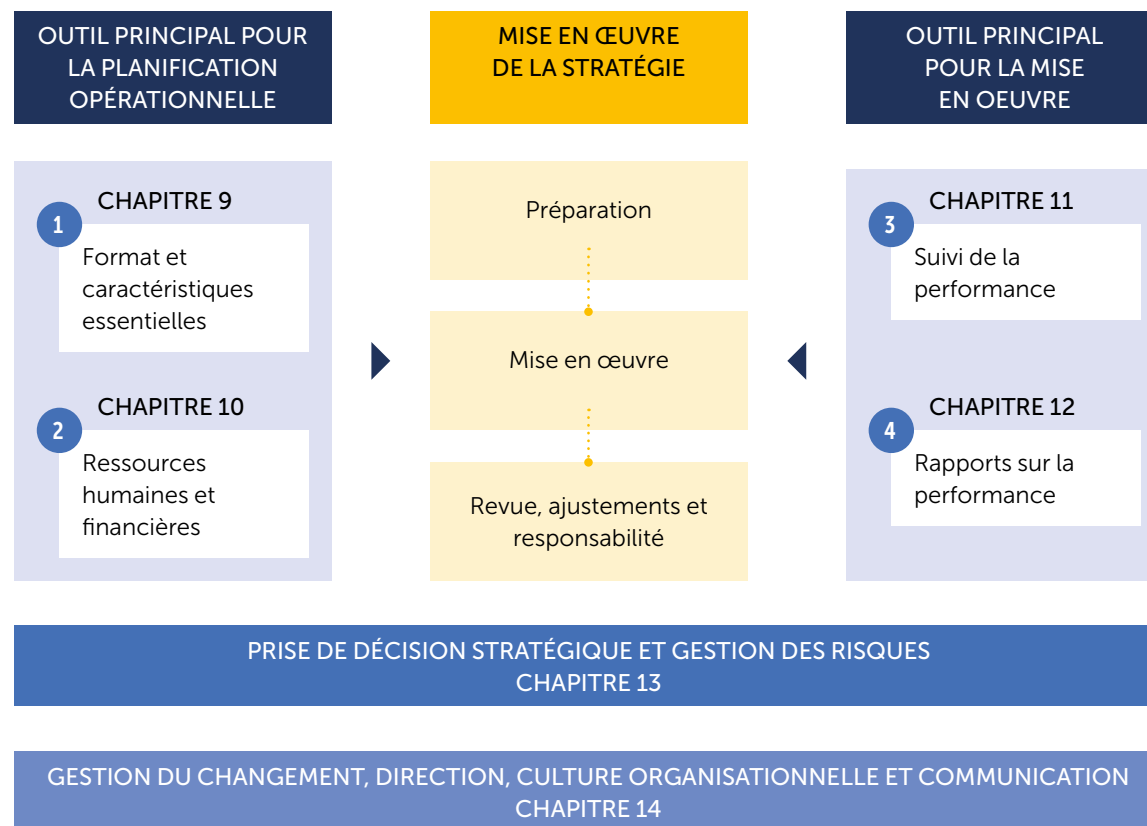 OUTIL PRINCIPAL POUR
LA PLANIFICATION
OPÉRATIONNELLE
MISE EN ŒUVRE
DE LA STRATÉGIE
OUTIL PRINCIPAL
POUR LA MISE
EN OEUVRE
CHAPITRE 9
1
Format et
caractéristiques
essentielles
CHAPITRE 10
2
Ressources
humaines et
financières
Préparation
Mise en œuvre
Revue, ajustements et
responsabilité
CHAPITRE 11
3
Suivi de la
performance
CHAPITRE 12
4
Rapports sur la
performance
PRISE DE DÉCISION STRATÉGIQUE ET GESTION DES RISQUES
CHAPITRE 13
GESTION DU CHANGEMENT, DIRECTION, CULTURE ORGANISATIONNELLE ET COMMUNICATION
CHAPITRE 14